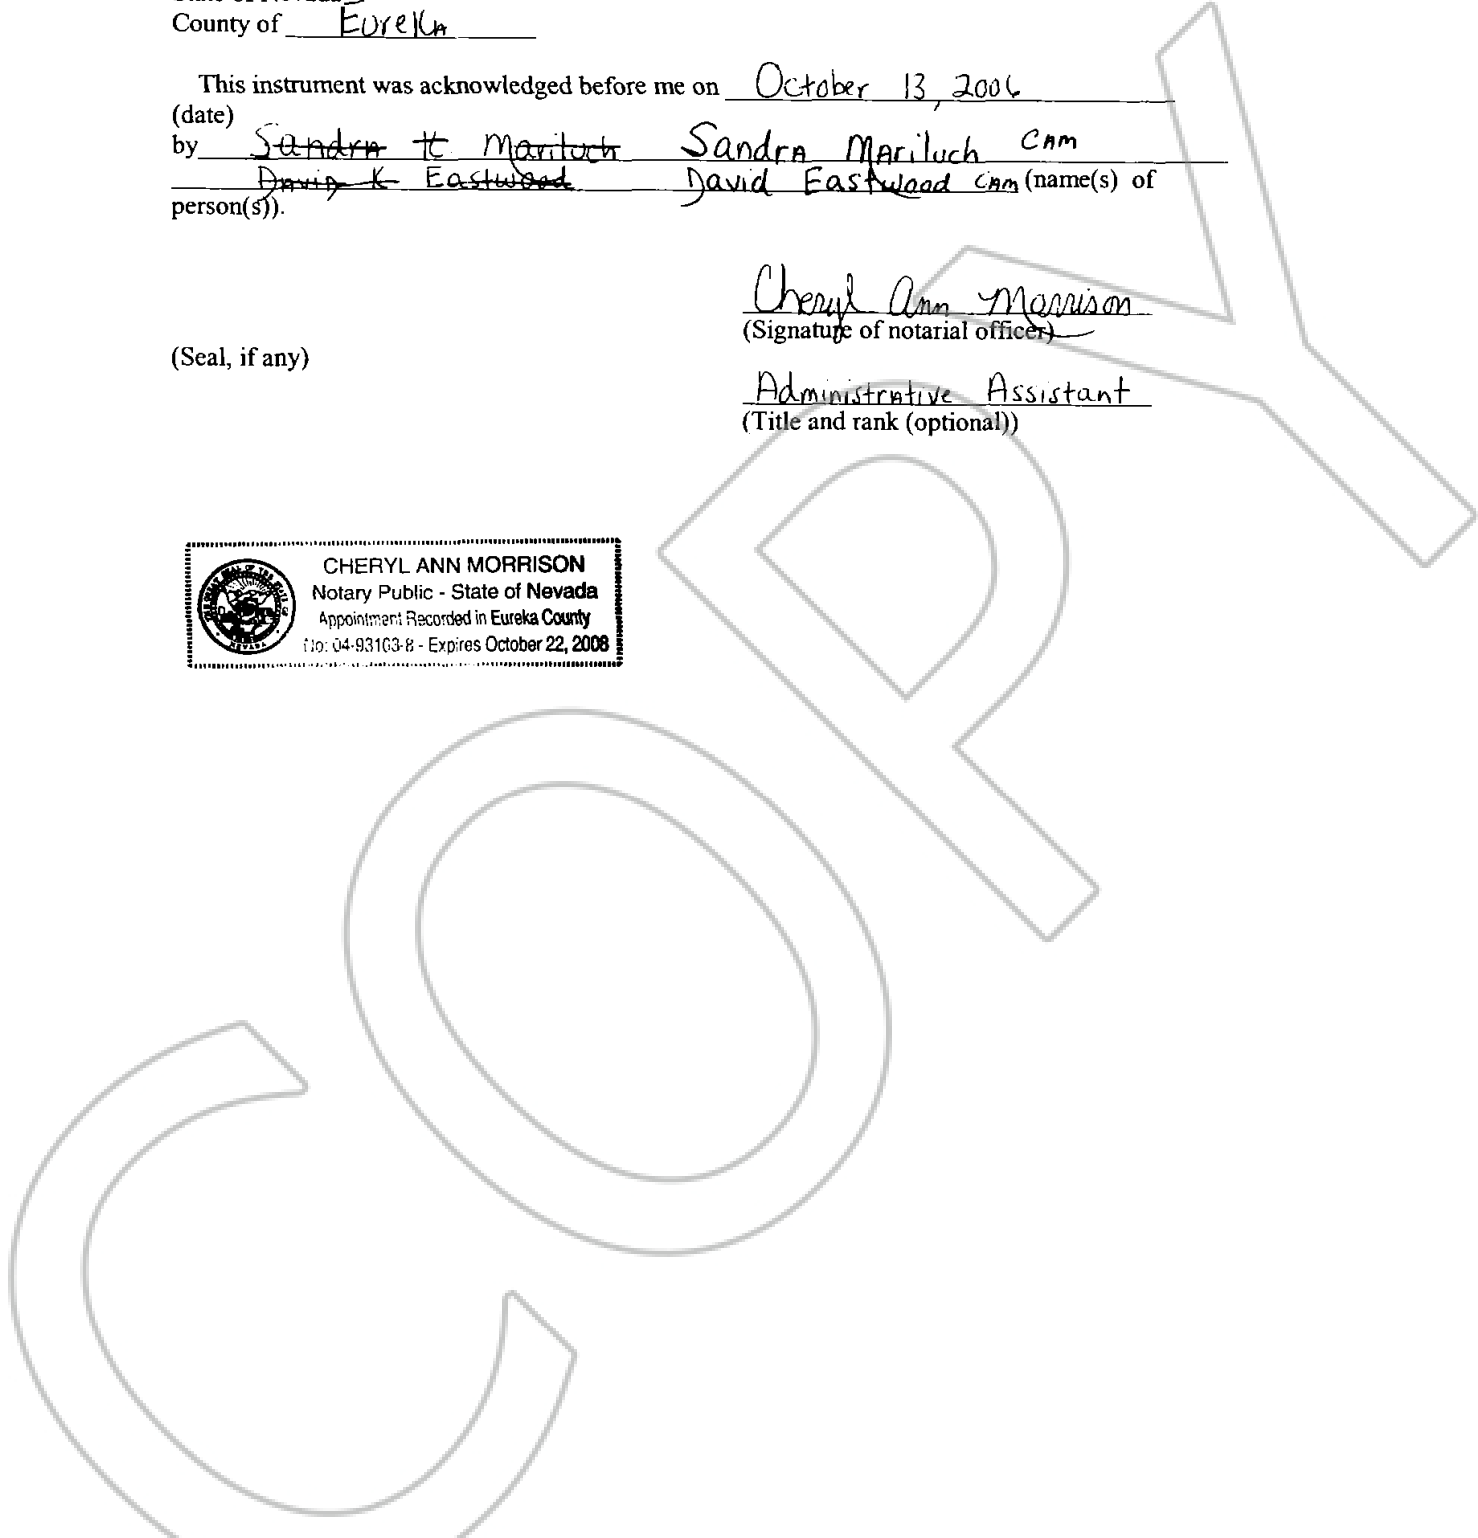 County of Eureka
This instrument was acknowledged before me on October 13, 2006
(date)
by Sandra Mariluch Sandra Mariluch CAM
David K Eastwood David Eastwood CAM (name(s) of
person(s)).
Cheryl Ann Morrison
(Signature of notarial officer)
(Seal, if any)
Administrative Assistant
(Title and rank (optional))
CHERYL ANN MORRISON
Notary Public - State of Nevada
Appointment Recorded in Eureka County
No: 04-93103-8 - Expires October 22, 2008
COPY